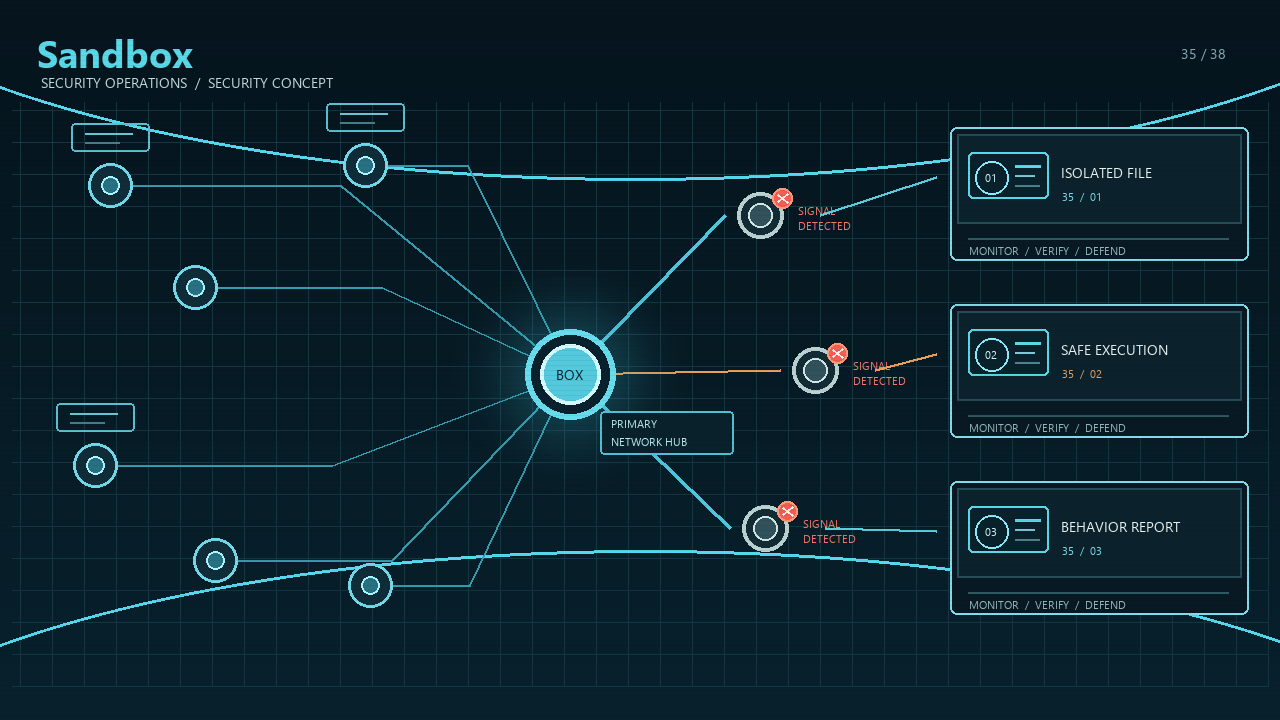 Sandbox
SECURITY OPERATIONS / SECURITY CONCEPT
35 / 38
SIGNAL
DETECTED
01
ISOLATED FILE
35 / 01
MONITOR / VERIFY / DEFEND
BOX
SIGNAL
DETECTED
02
SAFE EXECUTION
35 / 02
MONITOR / VERIFY / DEFEND
PRIMARY
NETWORK HUB
SIGNAL
DETECTED
03
BEHAVIOR REPORT
35 / 03
MONITOR / VERIFY / DEFEND